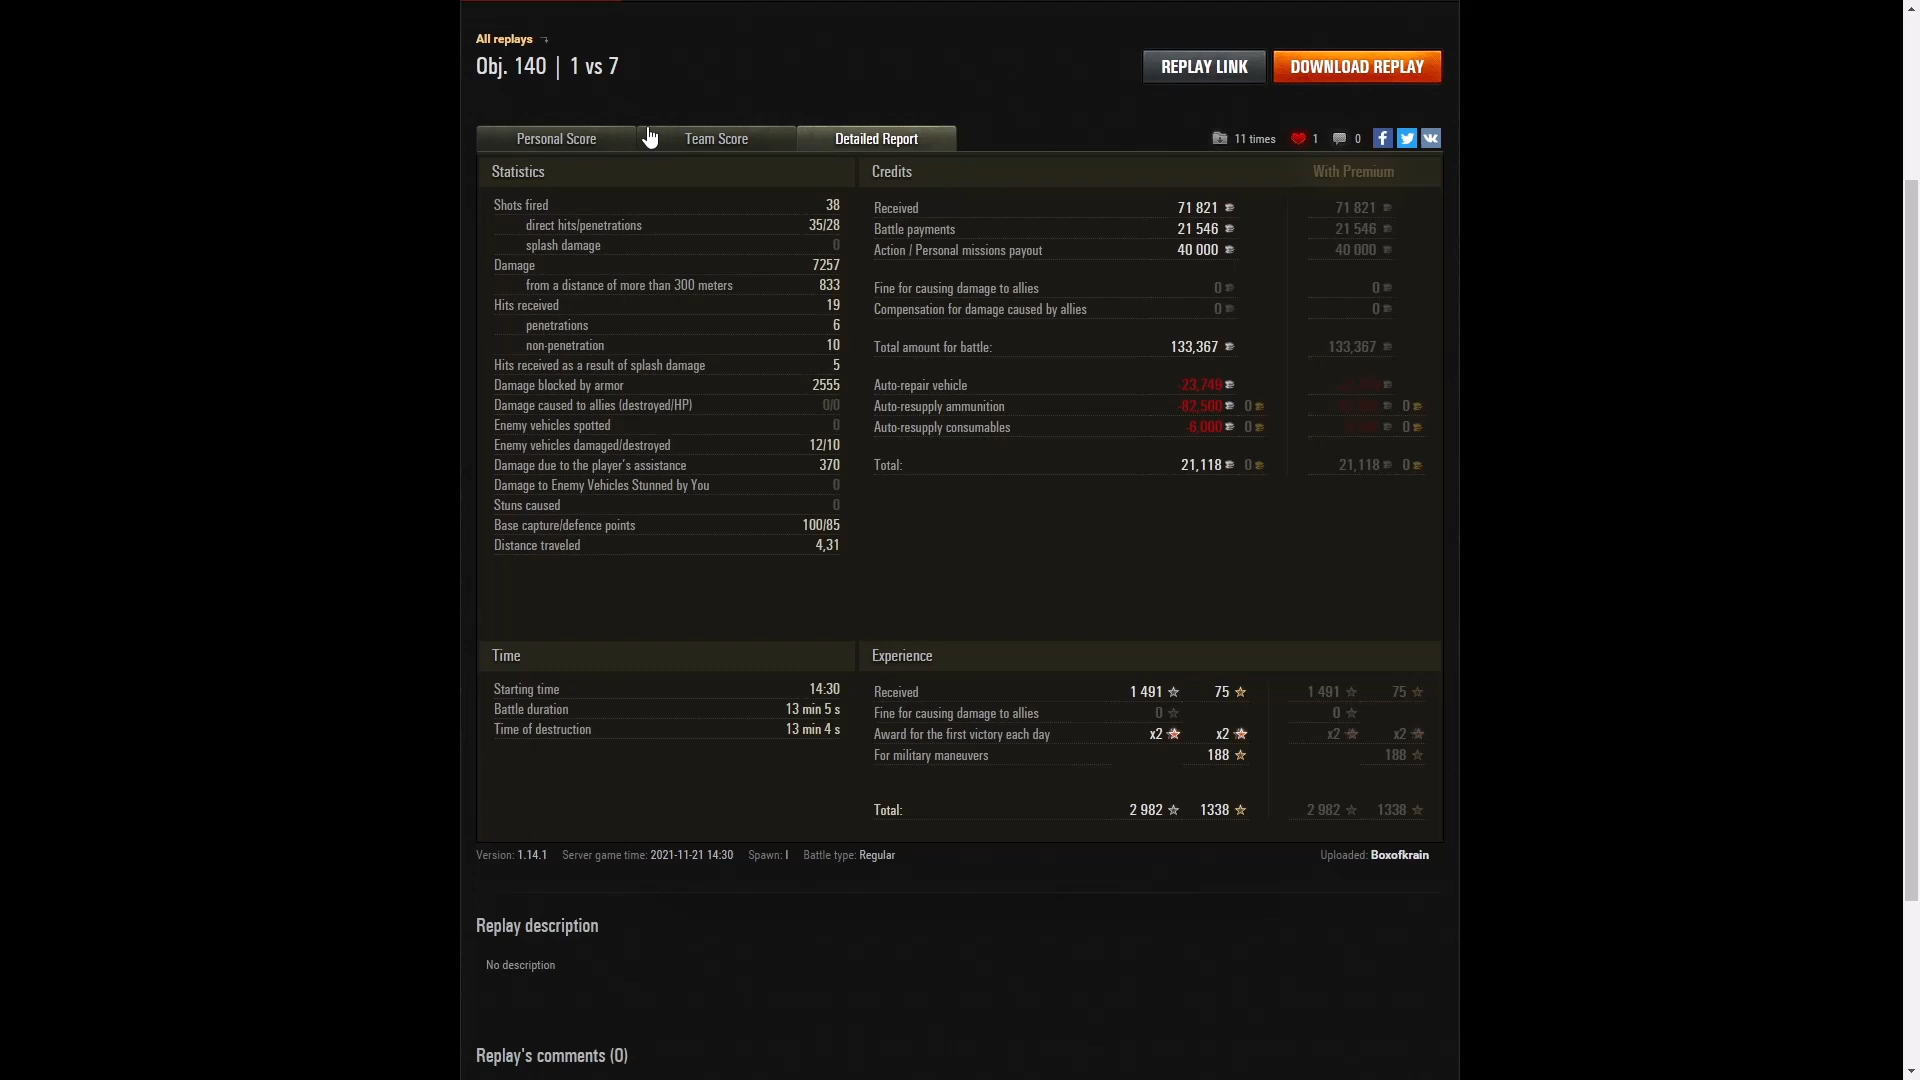 All replays
Obj. 140 | 1 vs 7
REPLAY LINK
DOWNLOAD REPLAY
Personal Score
Team Score
Detailed Report
11 times
1
0
Statistics
Shots fired 38
direct hits/penetrations 35/28
splash damage 0
Damage 7257
from a distance of more than 300 meters 833
Hits received 19
penetrations 6
non-penetration 10
Hits received as a result of splash damage 5
Damage blocked by armor 2555
Damage caused to allies (destroyed/HP) 0/0
Enemy vehicles spotted 0
Enemy vehicles damaged/destroyed 12/10
Damage due to the player's assistance 370
Damage to Enemy Vehicles Stunned by You 0
Stuns caused 0
Base capture/defence points 100/85
Distance traveled 4,31
Credits With Premium
Received 71 821 71 821
Battle payments 21 546 21 546
Action / Personal missions payout 40 000 40 000
Fine for causing damage to allies 0 0
Compensation for damage caused by allies 0 0
Total amount for battle: 133,367 133,367
Auto-repair vehicle -23,749
Auto-resupply ammunition -82,500 0 0
Auto-resupply consumables -6,000 0 0
Total: 21,118 0 21,118 0
Time
Starting time 14:30
Battle duration 13 min 5 s
Time of destruction 13 min 4 s
Experience
Received 1 491 75 1 491 75
Fine for causing damage to allies 0 0
Award for the first victory each day x2 x2 x2 x2
For military maneuvers 188 188
Total: 2 982 1338 2 982 1338
Version: 1.14.1 Server game time: 2021-11-21 14:30 Spawn: I Battle type: Regular
Uploaded: Boxofkrain
Replay description
No description
Replay's comments (0)